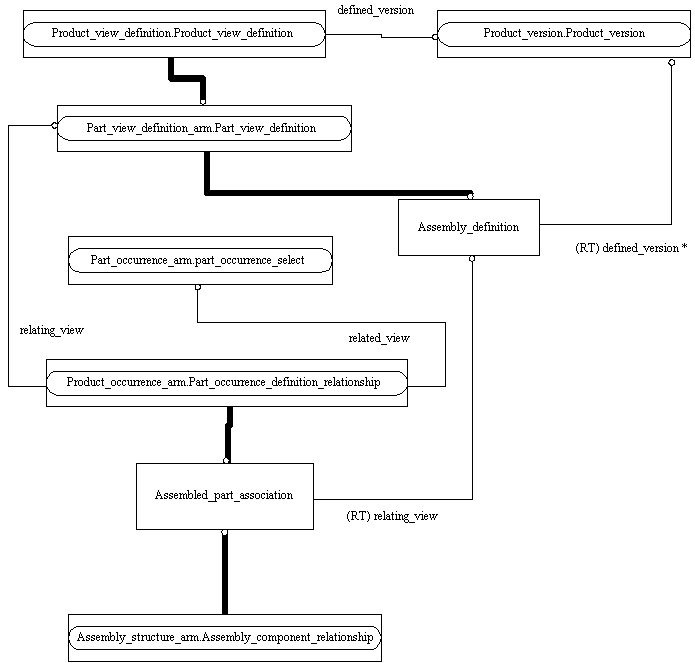 defined_version
Product_view_definition.Product_view_definition
Product_version.Product_version
Part_view_definition_arm.Part_view_definition
Assembly_definition
(RT) defined_version *
Part_occurrence_arm.part_occurrence_select
relating_view
related_view
Product_occurrence_arm.Part_occurrence_definition_relationship
Assembled_part_association
(RT) relating_view
Assembly_structure_arm.Assembly_component_relationship